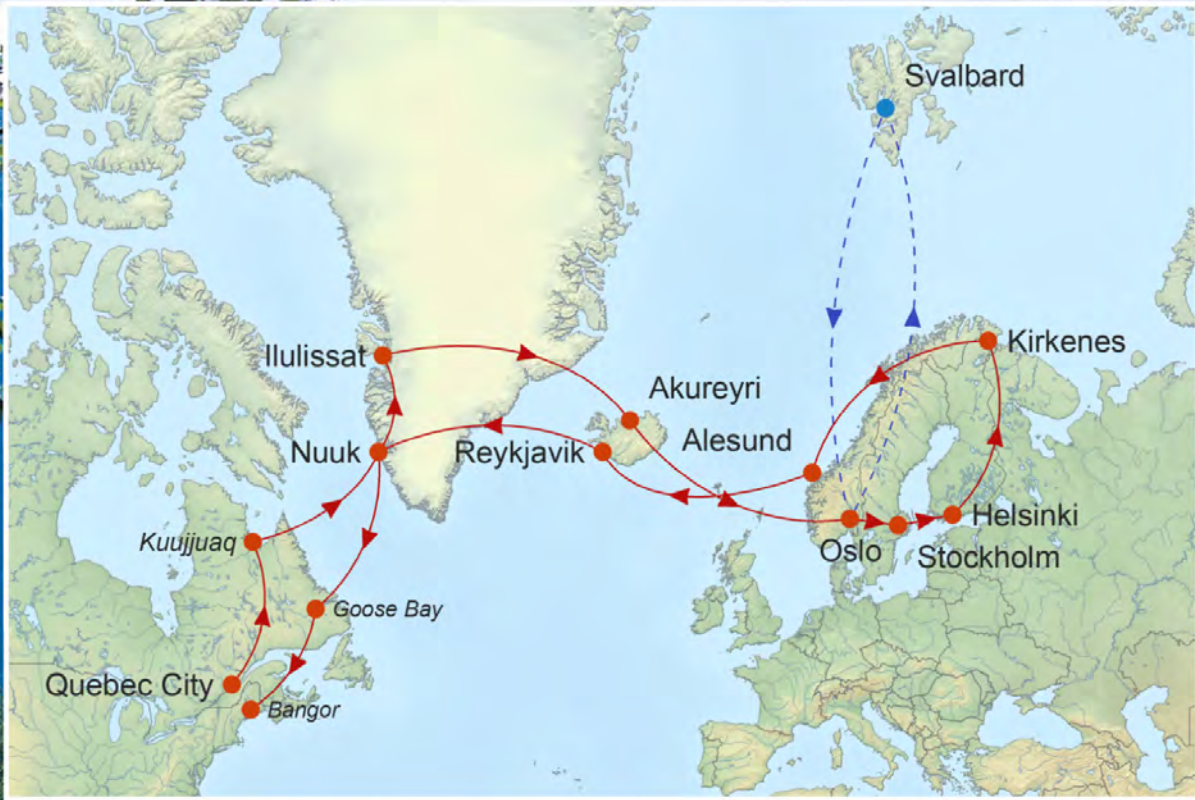 Svalbard
Ilulissat
Kirkenes
Akureyri
Nuuk
Reykjavik
Alesund
Kuujjuaq
Oslo
Helsinki
Stockholm
Goose Bay
Quebec City
Bangor